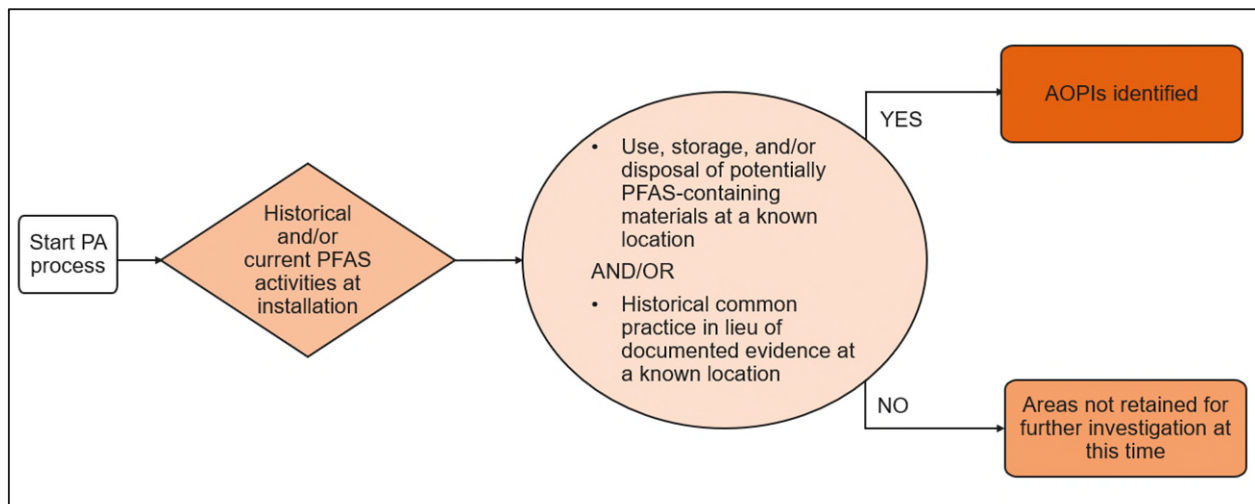 Start PA
process
Historical
and/or
current PFAS
activities at
installation
• Use, storage, and/or
disposal of potentially
PFAS-containing
materials at a known
location
AND/OR
• Historical common
practice in lieu of
documented evidence at
a known location
YES
AOPIs identified
NO
Areas not retained for
further investigation at
this time